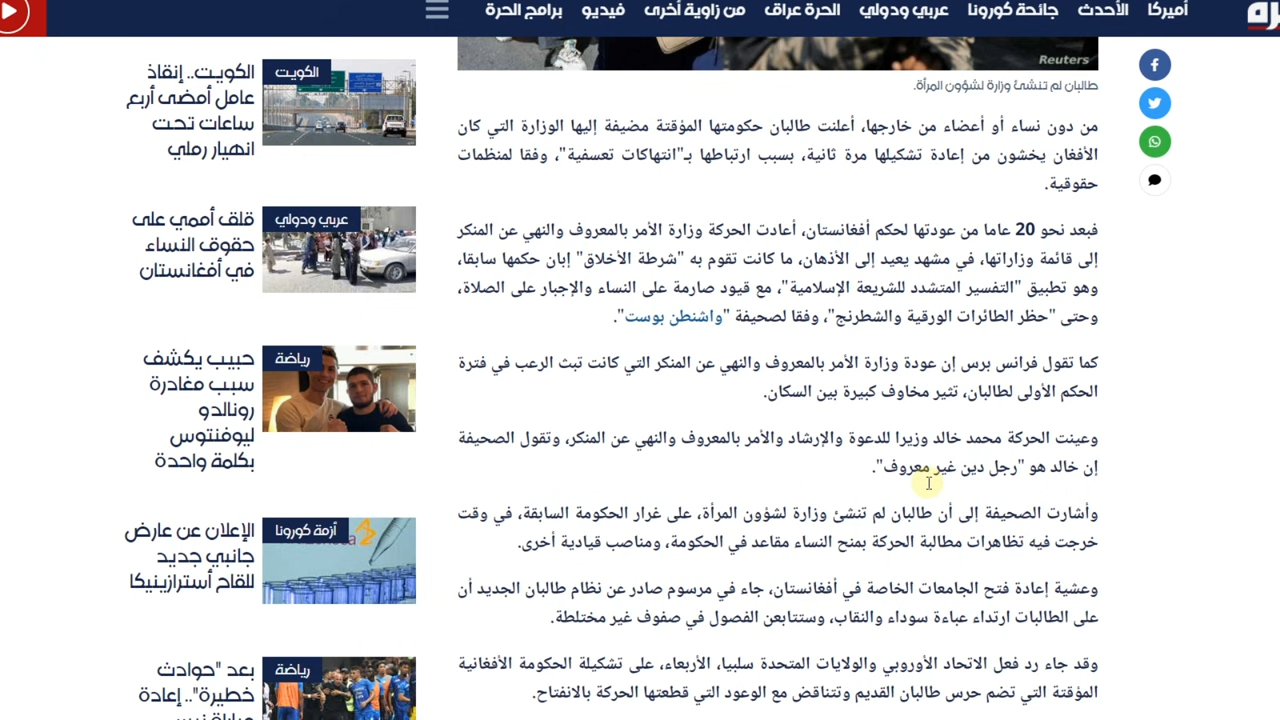 أميركا الأحدث جائحة كورونا عربي ودولي الحرة عراق من زاوية أخرى فيديو برامج الحرة
Reuters
طالبان لم تنشئ وزارة لشؤون المرأة.
من دون نساء أو أعضاء من خارجها، أعلنت طالبان حكومتها المؤقتة مضيفة إليها الوزارة التي كان
الأفغان يخشون من إعادة تشكيلها مرة ثانية، بسبب ارتباطها بـ"انتهاكات تعسفية"، وفقا لمنظمات
حقوقية.
فبعد نحو 20 عاما من عودتها لحكم أفغانستان، أعادت الحركة وزارة الأمر بالمعروف والنهي عن المنكر
إلى قائمة وزاراتها، في مشهد يعيد إلى الأذهان، ما كانت تقوم به "شرطة الأخلاق" إبان حكمها سابقا،
وهو تطبيق "التفسير المتشدد للشريعة الإسلامية"، مع قيود صارمة على النساء والإجبار على الصلاة،
وحتى "حظر الطائرات الورقية والشطرنج"، وفقا لصحيفة "واشنطن بوست".
كما تقول فرانس برس إن عودة وزارة الأمر بالمعروف والنهي عن المنكر التي كانت تبث الرعب في فترة
الحكم الأولى لطالبان، تثير مخاوف كبيرة بين السكان.
وعينت الحركة محمد خالد وزيرا للدعوة والإرشاد والأمر بالمعروف والنهي عن المنكر، وتقول الصحيفة
إن خالد هو "رجل دين غير معروف".
وأشارت الصحيفة إلى أن طالبان لم تنشئ وزارة لشؤون المرأة، على غرار الحكومة السابقة، في وقت
خرجت فيه تظاهرات مطالبة الحركة بمنح النساء مقاعد في الحكومة، ومناصب قيادية أخرى.
وعشية إعادة فتح الجامعات الخاصة في أفغانستان، جاء في مرسوم صادر عن نظام طالبان الجديد أن
على الطالبات ارتداء عباءة سوداء والنقاب، وستتابعن الفصول في صفوف غير مختلطة.
وقد جاء رد فعل الاتحاد الأوروبي والولايات المتحدة سلبيا، الأربعاء، على تشكيلة الحكومة الأفغانية
المؤقتة التي تضم حرس طالبان القديم وتتناقض مع الوعود التي قطعتها الحركة بالانفتاح.
الكويت
الكويت.. إنقاذ
عامل أمضى أربع
ساعات تحت
انهيار رملي
عربي ودولي
قلق أممي على
حقوق النساء
في أفغانستان
رياضة
حبيب يكشف
سبب مغادرة
رونالدو
ليوفنتوس
بكلمة واحدة
أزمة كورونا
الإعلان عن عارض
جانبي جديد
للقاح أسترازينيكا
رياضة
بعد "حوادث
خطيرة".. إعادة